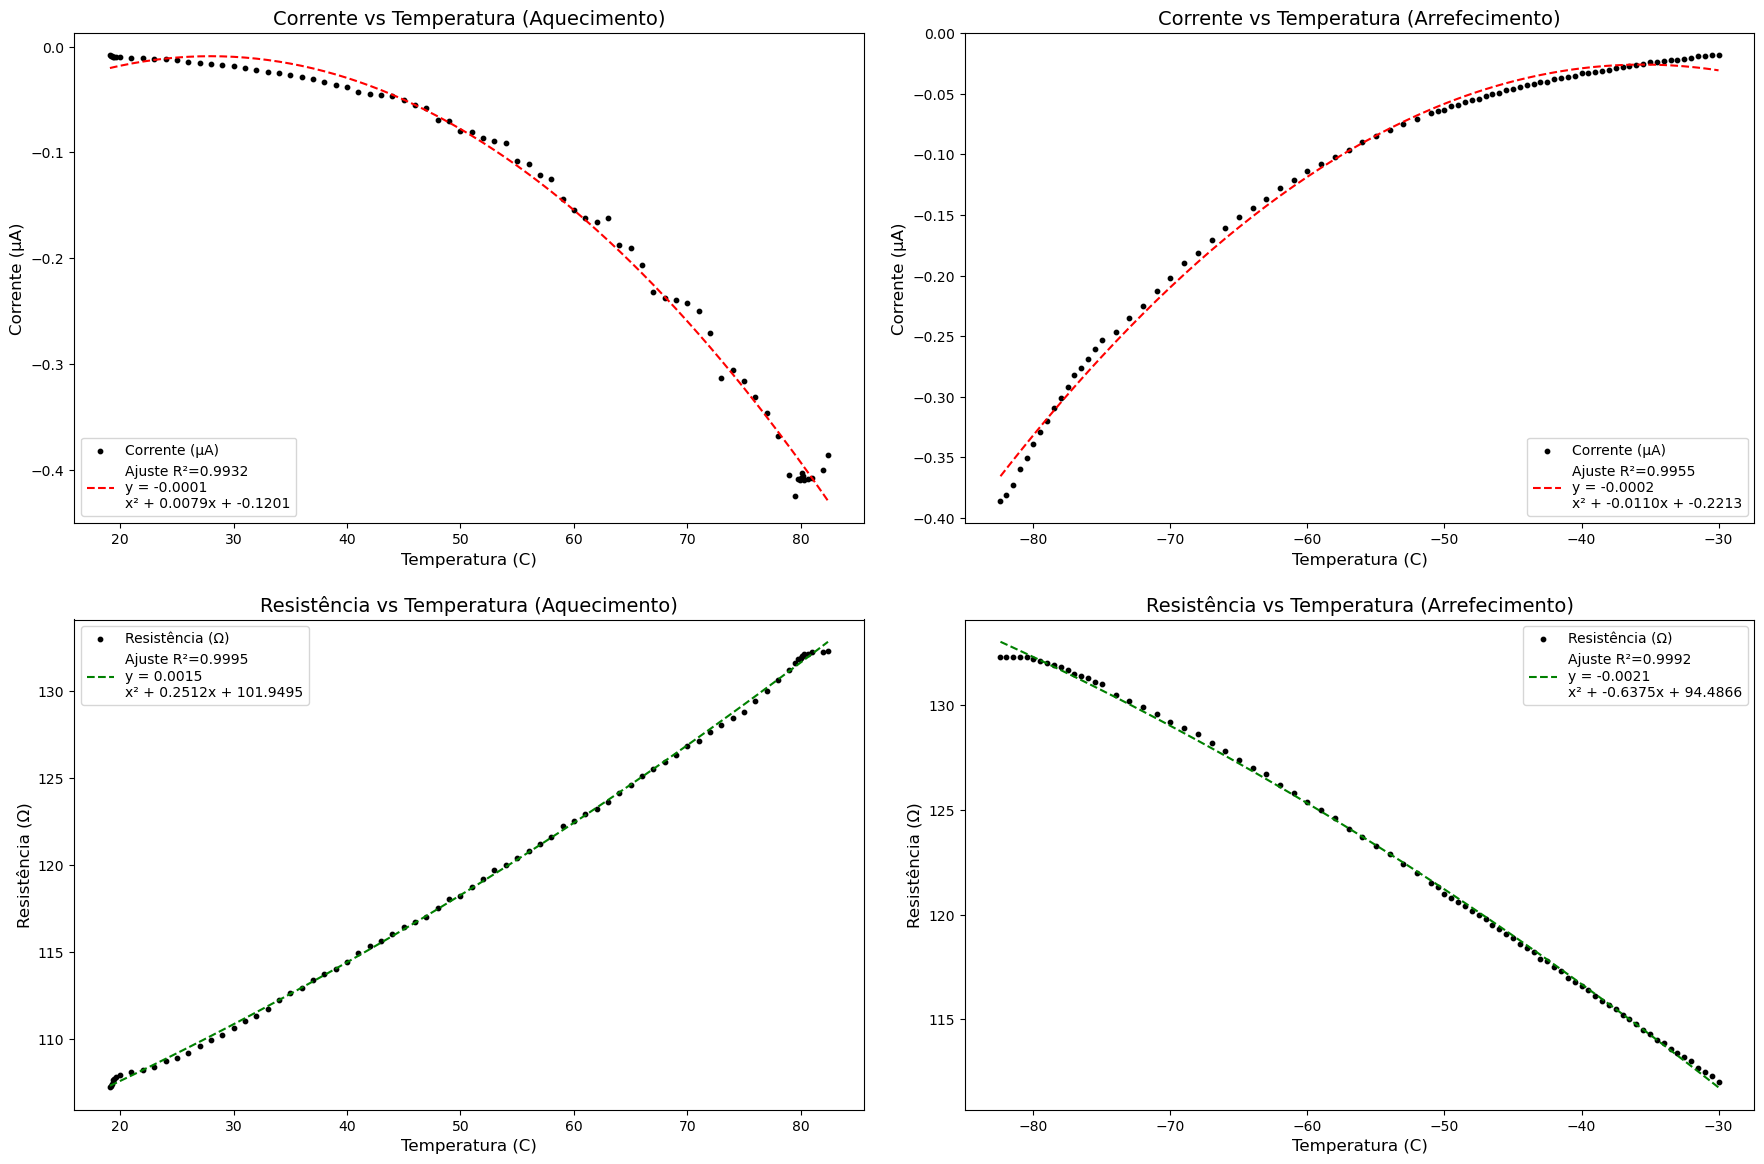 Corrente vs Temperatura (Aquecimento)
0.0
−0.1
−0.2
−0.3
−0.4
Corrente (μA)
Corrente (μA)
Ajuste R²=0.9932
y = -0.0001
x² + 0.0079x + -0.1201
20
30
40
50
60
70
80
Temperatura (C)
Corrente vs Temperatura (Arrefecimento)
0.00
−0.05
−0.10
−0.15
−0.20
−0.25
−0.30
−0.35
−0.40
Corrente (μA)
Corrente (μA)
Ajuste R²=0.9955
y = -0.0002
x² + -0.0110x + -0.2213
−80
−70
−60
−50
−40
−30
Temperatura (C)
Resistência vs Temperatura (Aquecimento)
Resistência (Ω)
Ajuste R²=0.9995
y = 0.0015
x² + 0.2512x + 101.9495
130
125
120
115
110
Resistência (Ω)
20
30
40
50
60
70
80
Temperatura (C)
Resistência vs Temperatura (Arrefecimento)
Resistência (Ω)
Ajuste R²=0.9992
y = -0.0021
x² + -0.6375x + 94.4866
130
125
120
115
Resistência (Ω)
−80
−70
−60
−50
−40
−30
Temperatura (C)